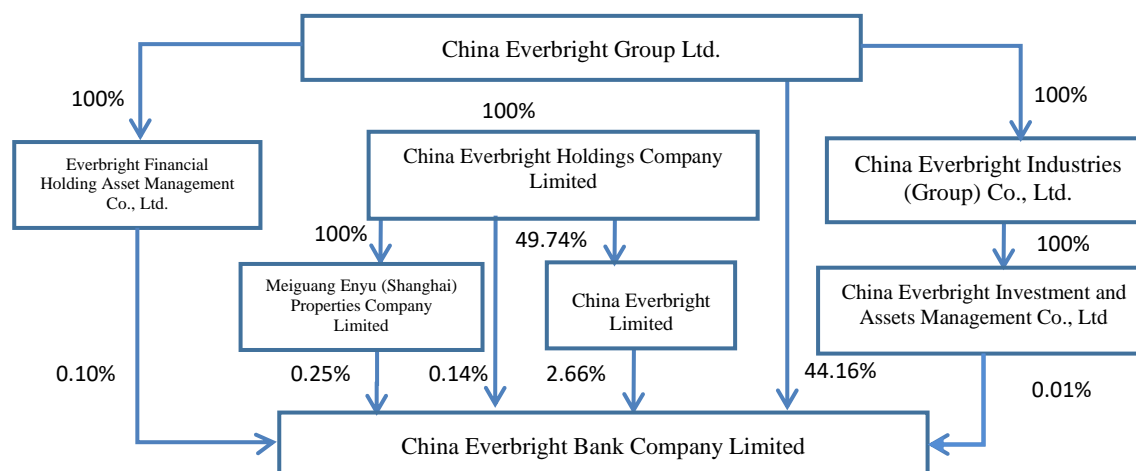 China Everbright Group Ltd.
100%
100%
100%
Everbright Financial
Holding Asset Management
Co., Ltd.
China Everbright Holdings Company
Limited
China Everbright Industries
(Group) Co., Ltd.
100%
49.74%
100%
Meiguang Enyu (Shanghai)
Properties Company
Limited
China Everbright
Limited
China Everbright Investment and
Assets Management Co., Ltd
0.10%
0.25%
0.14%
2.66%
44.16%
0.01%
China Everbright Bank Company Limited